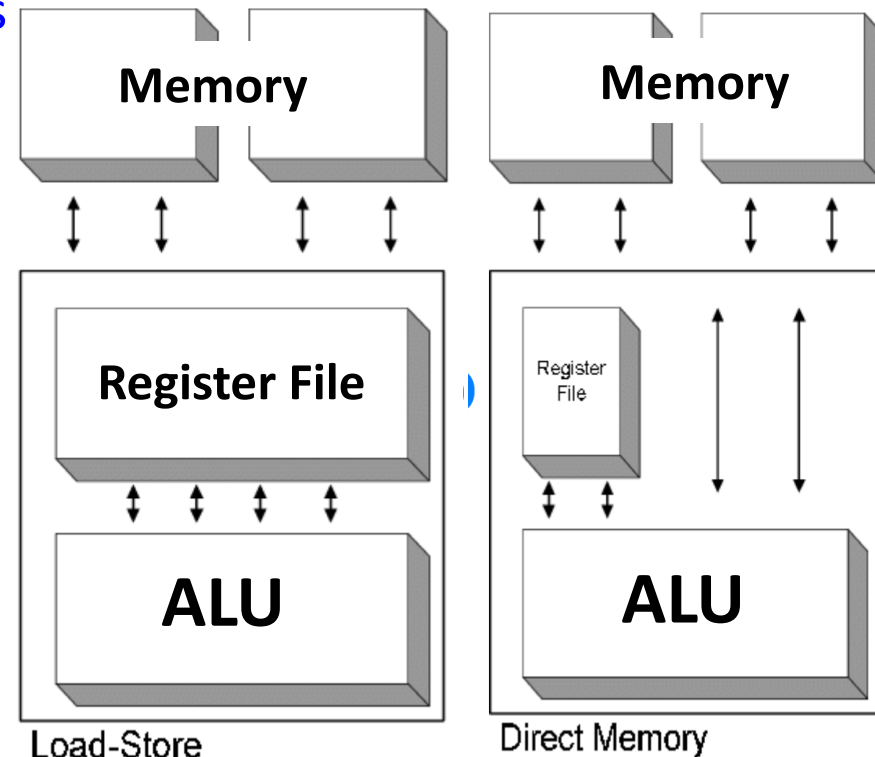 s
Memory
Register File
ALU
Load-Store
Memory
Register
File
ALU
Direct Memory